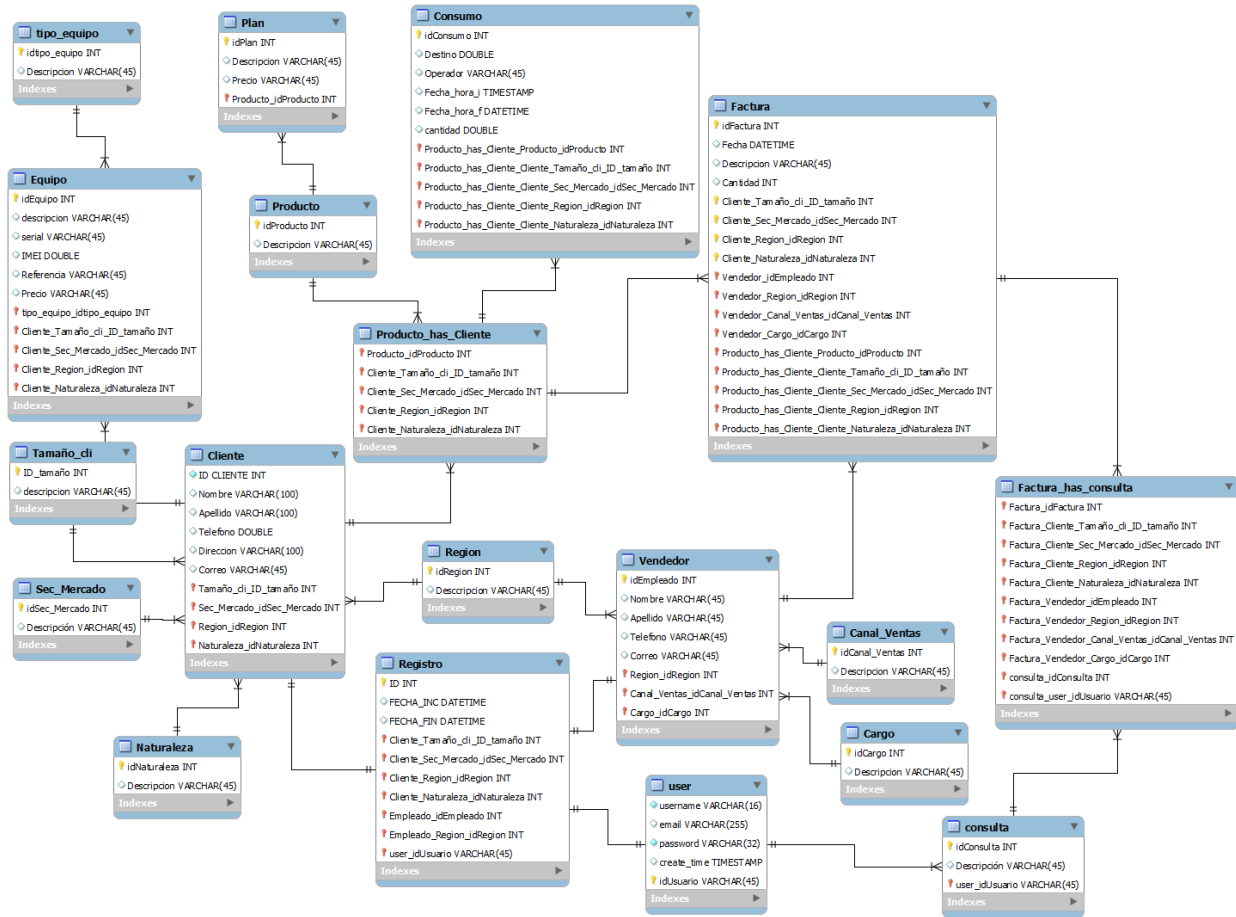 tipo_equipo
idtipo_equipo INT
Descripcion VARCHAR(45)
Indexes
Plan
idPlan INT
Descripcion VARCHAR(45)
Precio VARCHAR(45)
Producto_idProducto INT
Indexes
Consumo
idConsumo INT
Destino DOUBLE
Operador VARCHAR(45)
Fecha_hora_i TIMESTAMP
Fecha_hora_f DATETIME
cantidad DOUBLE
Producto_has_Cliente_Producto_idProducto INT
Producto_has_Cliente_Cliente_Tamaño_cli_ID_tamaño INT
Producto_has_Cliente_Cliente_Sec_Mercado_idSec_Mercado INT
Producto_has_Cliente_Cliente_Region_idRegion INT
Producto_has_Cliente_Cliente_Naturaleza_idNaturaleza INT
Indexes
Factura
idFactura INT
Fecha DATETIME
Descripcion VARCHAR(45)
Cantidad INT
Cliente_Tamaño_cli_ID_tamaño INT
Cliente_Sec_Mercado_idSec_Mercado INT
Cliente_Region_idRegion INT
Cliente_Naturaleza_idNaturaleza INT
Vendedor_idEmpleado INT
Vendedor_Region_idRegion INT
Vendedor_Canal_Ventas_idCanal_Ventas INT
Vendedor_Cargo_idCargo INT
Producto_has_Cliente_Producto_idProducto INT
Producto_has_Cliente_Cliente_Tamaño_cli_ID_tamaño INT
Producto_has_Cliente_Cliente_Sec_Mercado_idSec_Mercado INT
Producto_has_Cliente_Cliente_Region_idRegion INT
Producto_has_Cliente_Cliente_Naturaleza_idNaturaleza INT
Indexes
Equipo
idEquipo INT
descripcion VARCHAR(45)
serial VARCHAR(45)
IMEI DOUBLE
Referencia VARCHAR(45)
Precio VARCHAR(45)
tipo_equipo_idtipo_equipo INT
Cliente_Tamaño_cli_ID_tamaño INT
Cliente_Sec_Mercado_idSec_Mercado INT
Cliente_Region_idRegion INT
Cliente_Naturaleza_idNaturaleza INT
Indexes
Producto
idProducto INT
Descripcion VARCHAR(45)
Indexes
Producto_has_Cliente
Producto_idProducto INT
Cliente_Tamaño_cli_ID_tamaño INT
Cliente_Sec_Mercado_idSec_Mercado INT
Cliente_Region_idRegion INT
Cliente_Naturaleza_idNaturaleza INT
Indexes
Tamaño_cli
ID_tamaño INT
descripcion VARCHAR(45)
Indexes
Cliente
ID CLIENTE INT
Nombre VARCHAR(100)
Apellido VARCHAR(100)
Telefono DOUBLE
Direccion VARCHAR(100)
Correo VARCHAR(45)
Tamaño_cli_ID_tamaño INT
Sec_Mercado_idSec_Mercado INT
Region_idRegion INT
Naturaleza_idNaturaleza INT
Indexes
Factura_has_consulta
Factura_idFactura INT
Factura_Cliente_Tamaño_cli_ID_tamaño INT
Factura_Cliente_Sec_Mercado_idSec_Mercado INT
Factura_Cliente_Region_idRegion INT
Factura_Cliente_Naturaleza_idNaturaleza INT
Factura_Vendedor_idEmpleado INT
Factura_Vendedor_Region_idRegion INT
Factura_Vendedor_Canal_Ventas_idCanal_Ventas INT
Factura_Vendedor_Cargo_idCargo INT
consulta_idConsulta INT
consulta_user_idUsuario VARCHAR(45)
Indexes
Sec_Mercado
idSec_Mercado INT
Descripción VARCHAR(45)
Indexes
Region
idRegion INT
Desccripcion VARCHAR(45)
Indexes
Vendedor
idEmpleado INT
Nombre VARCHAR(45)
Apellido VARCHAR(45)
Telefono VARCHAR(45)
Correo VARCHAR(45)
Region_idRegion INT
Canal_Ventas_idCanal_Ventas INT
Cargo_idCargo INT
Indexes
Canal_Ventas
idCanal_Ventas INT
Descripcion VARCHAR(45)
Indexes
Registro
ID INT
FECHA_INC DATETIME
FECHA_FIN DATETIME
Cliente_Tamaño_cli_ID_tamaño INT
Cliente_Sec_Mercado_idSec_Mercado INT
Cliente_Region_idRegion INT
Cliente_Naturaleza_idNaturaleza INT
Empleado_idEmpleado INT
Empleado_Region_idRegion INT
user_idUsuario VARCHAR(45)
Indexes
Cargo
idCargo INT
Descripcion VARCHAR(45)
Indexes
Naturaleza
idNaturaleza INT
Descripcion VARCHAR(45)
Indexes
user
username VARCHAR(16)
email VARCHAR(255)
password VARCHAR(32)
create_time TIMESTAMP
idUsuario VARCHAR(45)
Indexes
consulta
idConsulta INT
Descripción VARCHAR(45)
user_idUsuario VARCHAR(45)
Indexes